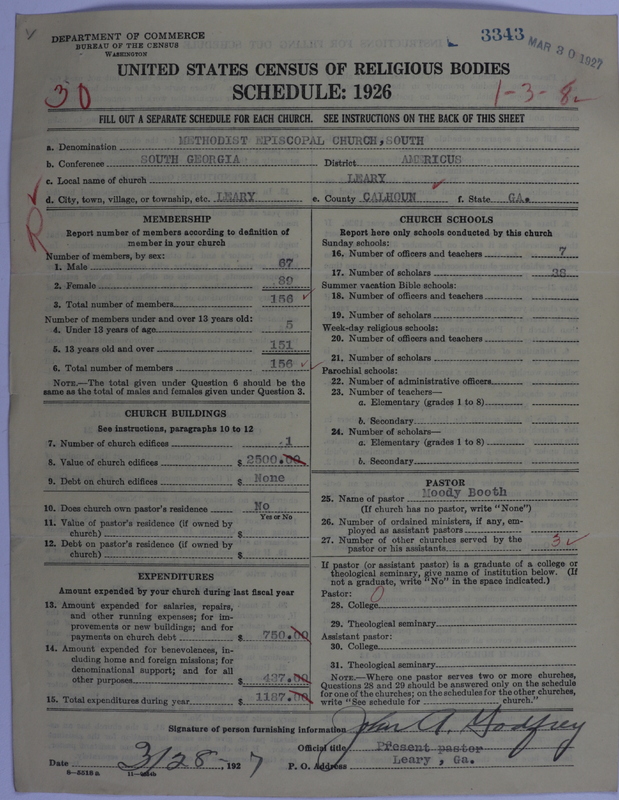 DEPARTMENT OF COMMERCE
BUREAU OF THE CENSUS
WASHINGTON
3343
MAR 30 1927
UNITED STATES CENSUS OF RELIGIOUS BODIES
SCHEDULE: 1926
30
1-3-8
FILL OUT A SEPARATE SCHEDULE FOR EACH CHURCH. SEE INSTRUCTIONS ON THE BACK OF THIS SHEET
a. Denomination METHODIST EPISCOPAL CHURCH, SOUTH
b. Conference SOUTH GEORGIA District AMERICUS
c. Local name of church LEARY
d. City, town, village, or township, etc. LEARY e. County CALHOUN f. State GA.
R
MEMBERSHIP
Report number of members according to definition of
member in your church
Number of members, by sex:
1. Male 67
2. Female 89
3. Total number of members 156
Number of members under and over 13 years old:
4. Under 13 years of age 5
5. 13 years old and over 151
6. Total number of members 156
NOTE.—The total given under Question 6 should be the
same as the total of males and females given under Question 3.
CHURCH BUILDINGS
See instructions, paragraphs 10 to 12
7. Number of church edifices 1
8. Value of church edifices $ 2500.00
9. Debt on church edifices $ None
10. Does church own pastor's residence No
Yes or No
11. Value of pastor's residence (if owned by
church) $
12. Debt on pastor's residence (if owned by
church) $
EXPENDITURES
Amount expended by your church during last fiscal year
13. Amount expended for salaries, repairs,
and other running expenses; for im-
provements or new buildings; and for
payments on church debt $ 750.00
14. Amount expended for benevolences, in-
cluding home and foreign missions; for
denominational support; and for all
other purposes $ 437.00
15. Total expenditures during year $ 1187.00
CHURCH SCHOOLS
Report here only schools conducted by this church
Sunday schools:
16. Number of officers and teachers 7
17. Number of scholars 38
Summer vacation Bible schools:
18. Number of officers and teachers
19. Number of scholars
Week-day religious schools:
20. Number of officers and teachers
21. Number of scholars
Parochial schools:
22. Number of administrative officers
23. Number of teachers—
a. Elementary (grades 1 to 8)
b. Secondary
24. Number of scholars—
a. Elementary (grades 1 to 8)
b. Secondary
PASTOR
25. Name of pastor Moody Booth
(If church has no pastor, write "None")
26. Number of ordained ministers, if any, em-
ployed as assistant pastors
27. Number of other churches served by the
pastor or his assistants 3
If pastor (or assistant pastor) is a graduate of a college or
theological seminary, give name of institution below. (If
not a graduate, write "No" in the space indicated.)
Pastor: 0
28. College
29. Theological seminary
Assistant pastor:
30. College
31. Theological seminary
NOTE.—Where one pastor serves two or more churches,
Questions 28 and 29 should be answered only on the schedule
for one of the churches; on the schedules for the other churches,
write "See schedule for church."
Signature of person furnishing information John A. Godfrey
Official title Present pastor
Date 3/28-, 1927 P. O. Address Leary, Ga.
8-5518 a